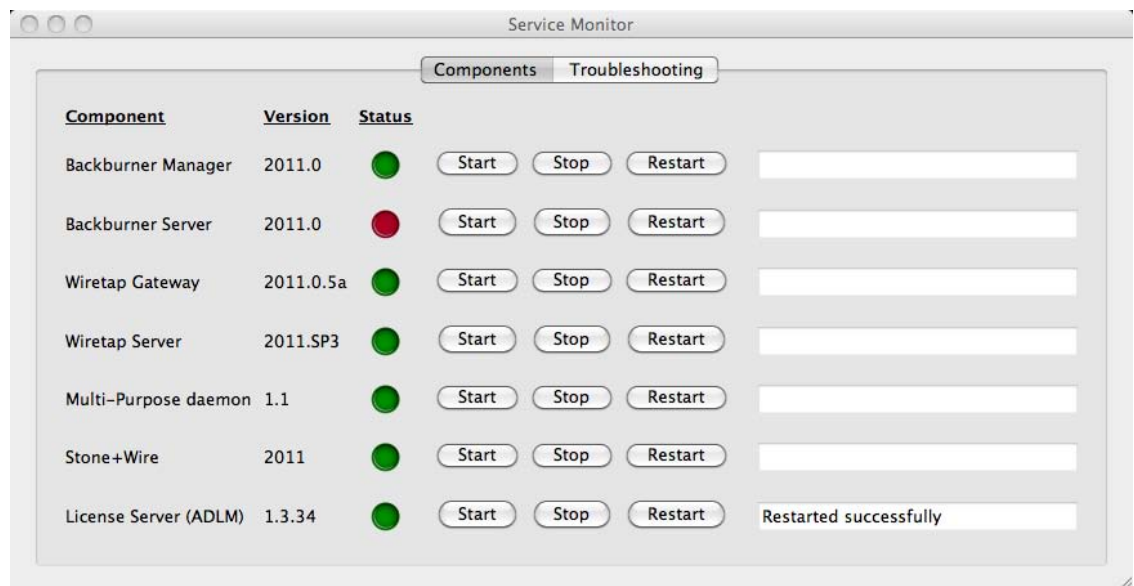 Service Monitor
Components Troubleshooting
Component Version Status
Backburner Manager 2011.0 Start Stop Restart
Backburner Server 2011.0 Start Stop Restart
Wiretap Gateway 2011.0.5a Start Stop Restart
Wiretap Server 2011.SP3 Start Stop Restart
Multi-Purpose daemon 1.1 Start Stop Restart
Stone+Wire 2011 Start Stop Restart
License Server (ADLM) 1.3.34 Start Stop Restart Restarted successfully